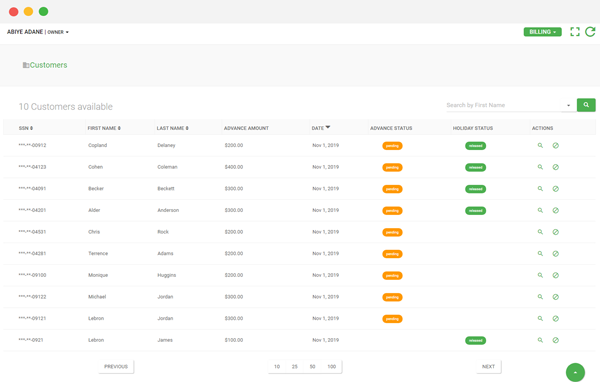 ABIYE ADANE | OWNER
BILLING
Customers
10 Customers available
Search by First Name
SSN FIRST NAME LAST NAME ADVANCE AMOUNT DATE ADVANCE STATUS HOLIDAY STATUS ACTIONS
***-**-00912 Copland Delaney $200.00 Nov 1, 2019 pending released
***-**-04123 Cohen Coleman $400.00 Nov 1, 2019 pending released
***-**-04091 Becker Beckett $300.00 Nov 1, 2019 pending released
***-**-04201 Alder Anderson $300.00 Nov 1, 2019 pending released
***-**-04531 Chris Rock $200.00 Nov 1, 2019 pending
***-**-04281 Terrence Adams $200.00 Nov 1, 2019 pending
***-**-09100 Monique Huggins $200.00 Nov 1, 2019 pending
***-**-09122 Michael Jordan $300.00 Nov 1, 2019 pending
***-**-09121 Lebron Jordan $300.00 Nov 1, 2019 pending
***-**-0921 Lebron James $100.00 Nov 1, 2019 released
PREVIOUS 10 25 50 100 NEXT